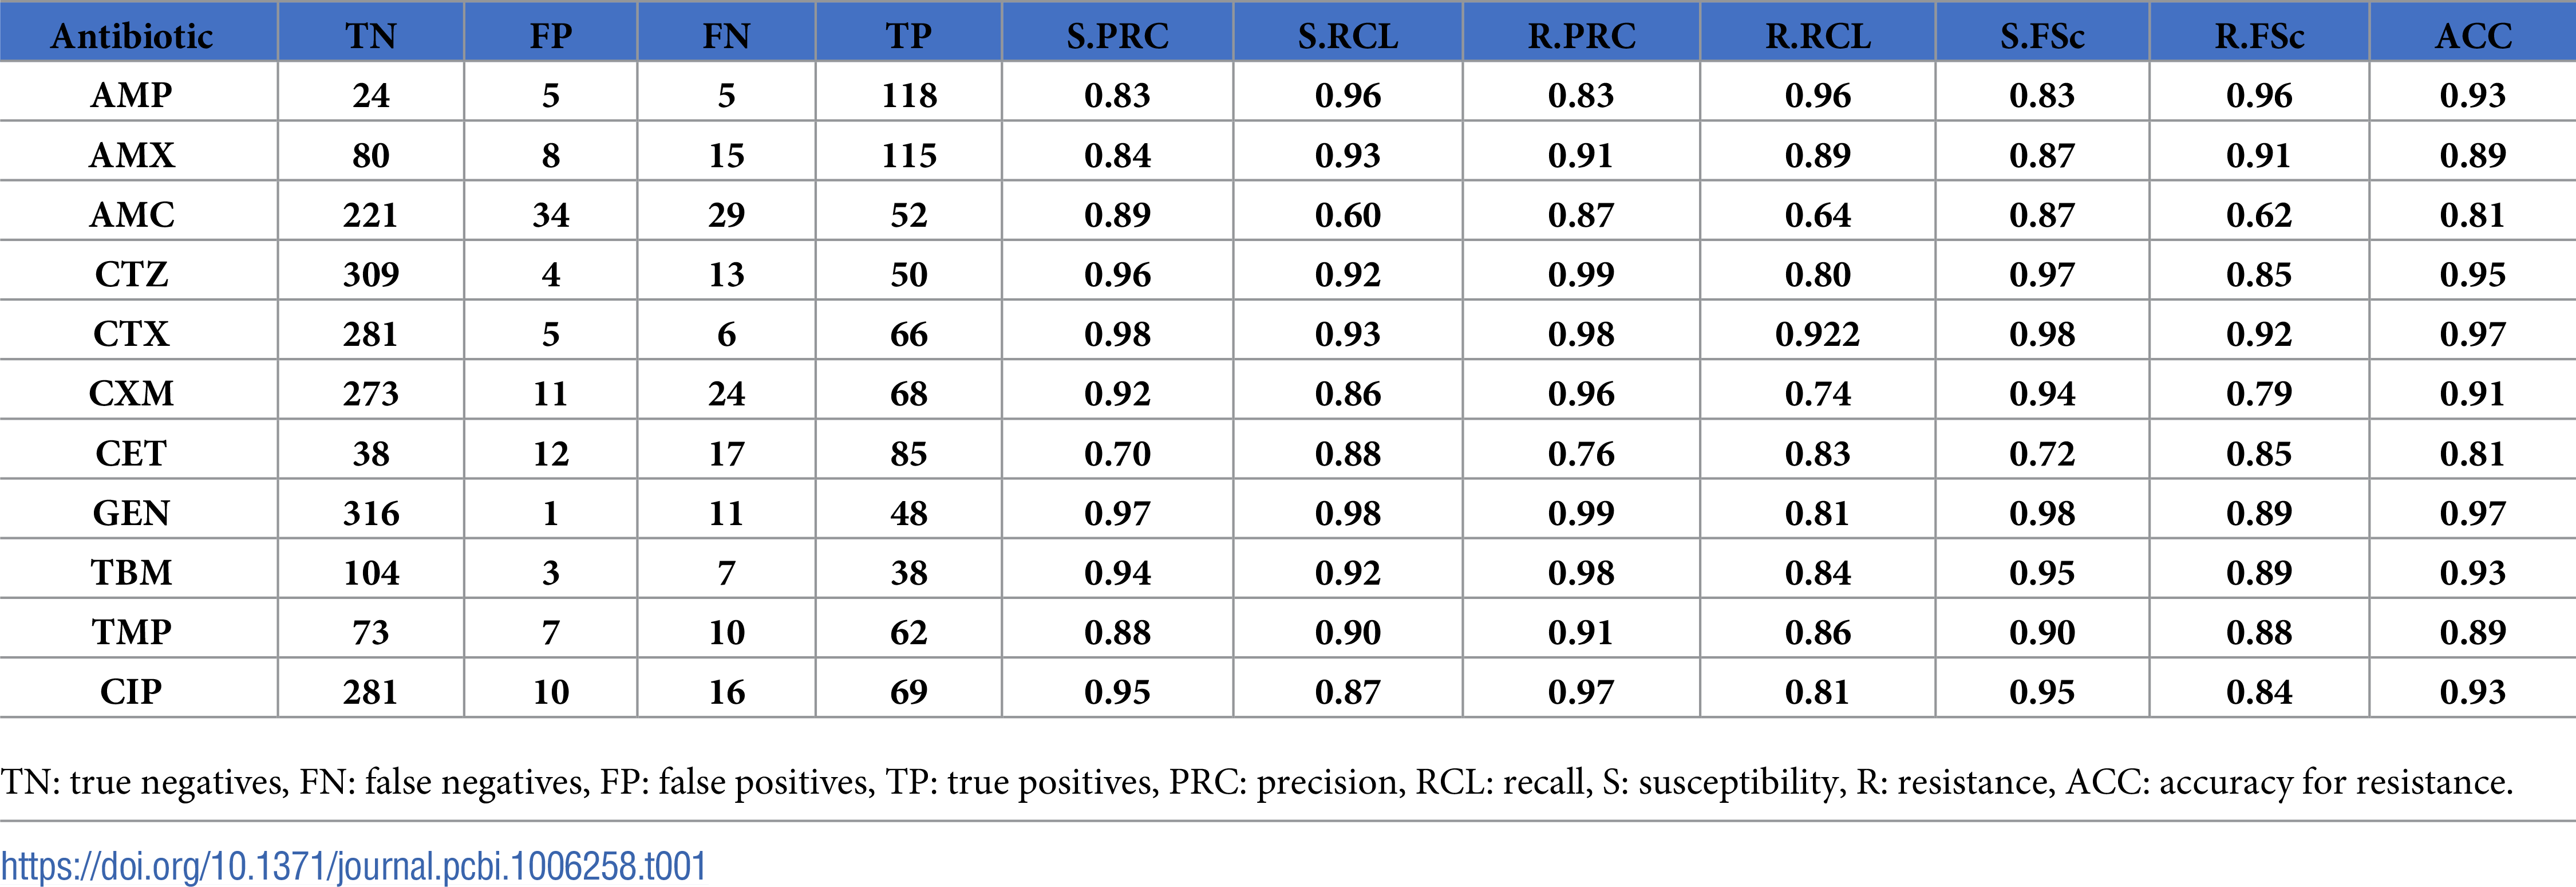 Antibiotic TN FP FN TP S.PRC S.RCL R.PRC R.RCL S.FSc R.FSc ACC
AMP 24 5 5 118 0.83 0.96 0.83 0.96 0.83 0.96 0.93
AMX 80 8 15 115 0.84 0.93 0.91 0.89 0.87 0.91 0.89
AMC 221 34 29 52 0.89 0.60 0.87 0.64 0.87 0.62 0.81
CTZ 309 4 13 50 0.96 0.92 0.99 0.80 0.97 0.85 0.95
CTX 281 5 6 66 0.98 0.93 0.98 0.922 0.98 0.92 0.97
CXM 273 11 24 68 0.92 0.86 0.96 0.74 0.94 0.79 0.91
CET 38 12 17 85 0.70 0.88 0.76 0.83 0.72 0.85 0.81
GEN 316 1 11 48 0.97 0.98 0.99 0.81 0.98 0.89 0.97
TBM 104 3 7 38 0.94 0.92 0.98 0.84 0.95 0.89 0.93
TMP 73 7 10 62 0.88 0.90 0.91 0.86 0.90 0.88 0.89
CIP 281 10 16 69 0.95 0.87 0.97 0.81 0.95 0.84 0.93
TN: true negatives, FN: false negatives, FP: false positives, TP: true positives, PRC: precision, RCL: recall, S: susceptibility, R: resistance, ACC: accuracy for resistance.
https://doi.org/10.1371/journal.pcbi.1006258.t001